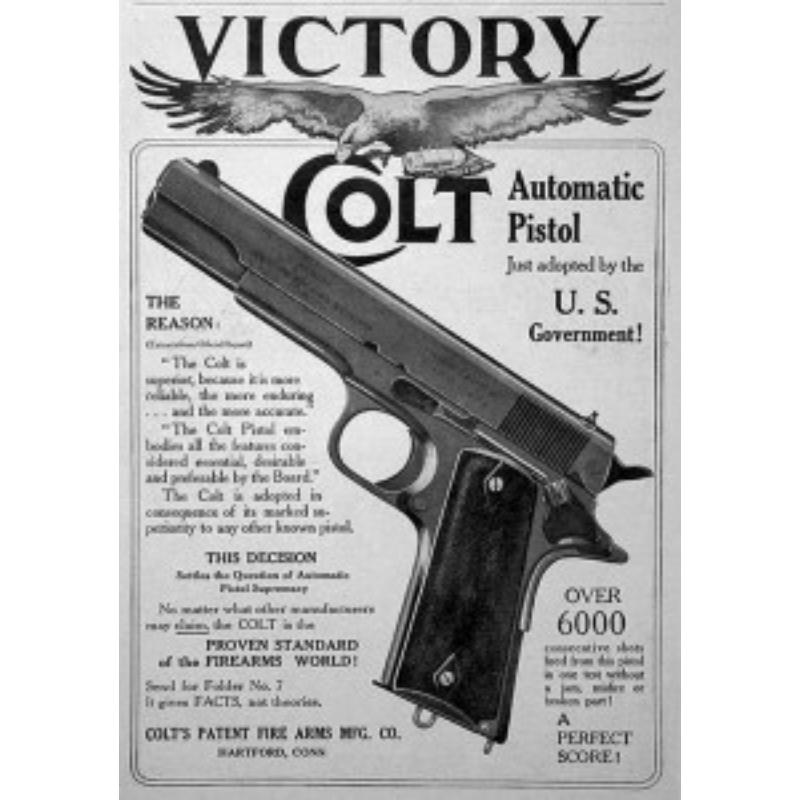 VICTORY
COLT
Automatic
Pistol
Just adopted by the
U. S.
Government!
THE
REASON:
"The Colt is
superior, because it is more
reliable, the more enduring
. . . and the more accurate."
"The Colt Pistol em-
bodies all the features con-
sidered essential, desirable
and preferable by the Board."
The Colt is adopted in
consequence of its marked su-
periority to any other known pistol.
THIS DECISION
Settles the Question of Automatic
Pistol Supremacy
No matter what other manufacturers
may claim, the COLT is the
PROVEN STANDARD
of the FIREARMS WORLD!
Send for Folder No. 7
It gives FACTS, not theories.
COLT'S PATENT FIRE ARMS MFG. CO.
HARTFORD, CONN
OVER
6000
consecutive shots
fired from this pistol
in one test without
a jam, misfire or
broken part!
A
PERFECT
SCORE!